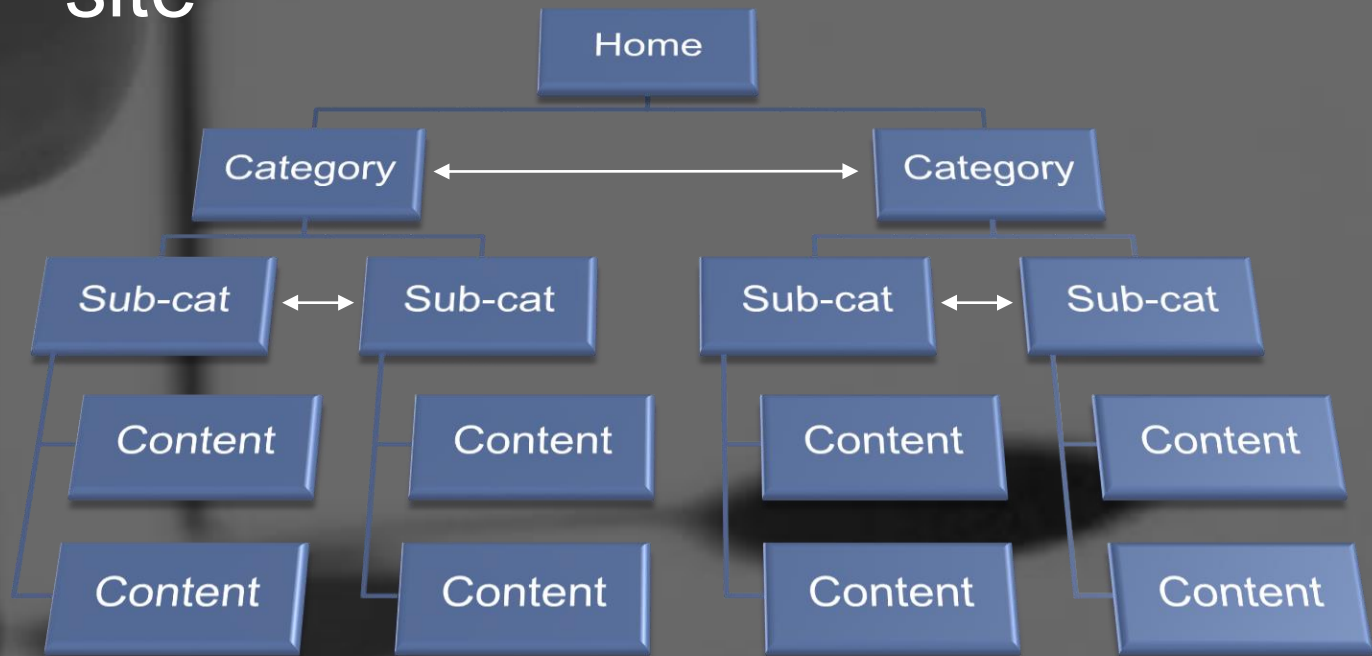 site
Home
Category Category
Sub-cat Sub-cat Sub-cat Sub-cat
Content Content Content Content
Content Content Content Content